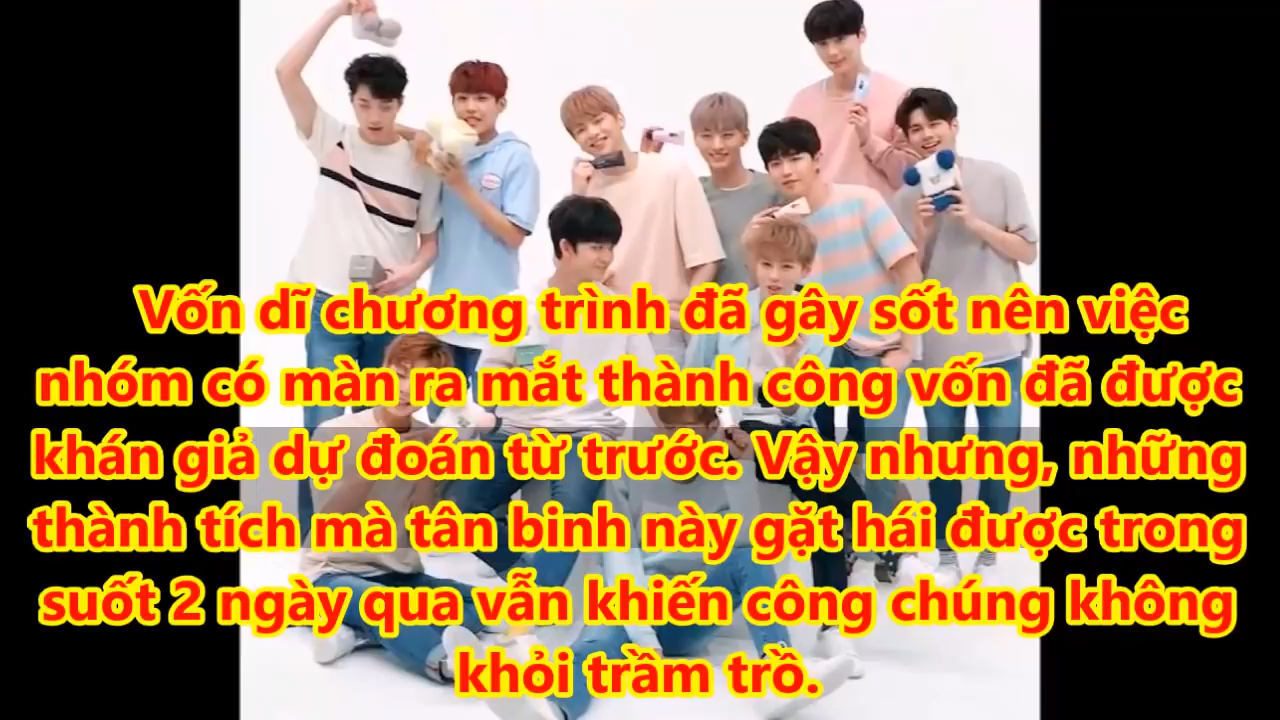 Vốn dĩ chương trình đã gây sốt nên việc
nhóm có màn ra mắt thành công vốn đã được
khán giả dự đoán từ trước. Vậy nhưng, những
thành tích mà tân binh này gặt hái được trong
suốt 2 ngày qua vẫn khiến công chúng không
khỏi trầm trồ.